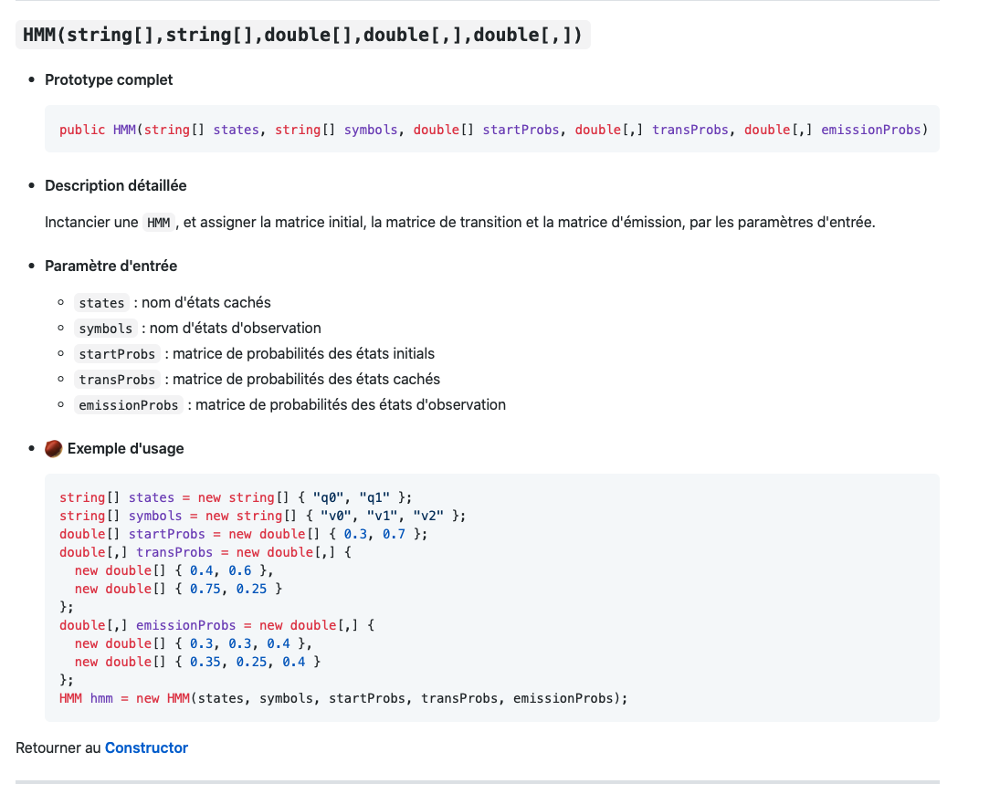 HMM(string[],string[],double[],double[,],double[,])
Prototype complet
public HMM(string[] states, string[] symbols, double[] startProbs, double[,] transProbs, double[,] emissionProbs)
Description détaillée
Inctancier une HMM , et assigner la matrice initial, la matrice de transition et la matrice d'émission, par les paramètres d'entrée.
Paramètre d'entrée
states : nom d'états cachés
symbols : nom d'états d'observation
startProbs : matrice de probabilités des états initials
transProbs : matrice de probabilités des états cachés
emissionProbs : matrice de probabilités des états d'observation
Exemple d'usage
string[] states = new string[] { "q0", "q1" };
string[] symbols = new string[] { "v0", "v1", "v2" };
double[] startProbs = new double[] { 0.3, 0.7 };
double[,] transProbs = new double[,] {
  new double[] { 0.4, 0.6 },
  new double[] { 0.75, 0.25 }
};
double[,] emissionProbs = new double[,] {
  new double[] { 0.3, 0.3, 0.4 },
  new double[] { 0.35, 0.25, 0.4 }
};
HMM hmm = new HMM(states, symbols, startProbs, transProbs, emissionProbs);
Retourner au Constructor